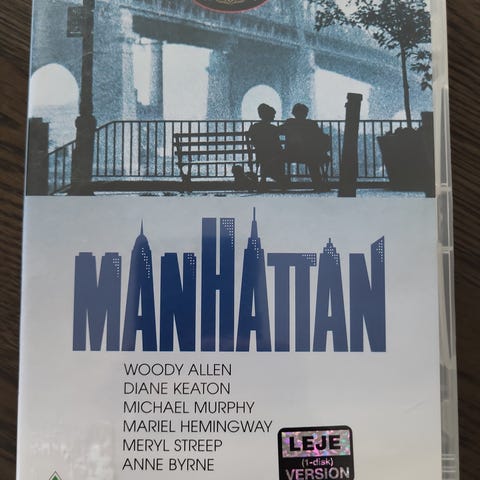 MANHATTAN
WOODY ALLEN
DIANE KEATON
MICHAEL MURPHY
MARIEL HEMINGWAY
MERYL STREEP
ANNE BYRNE
LEJE
(1-disk)
VERSION